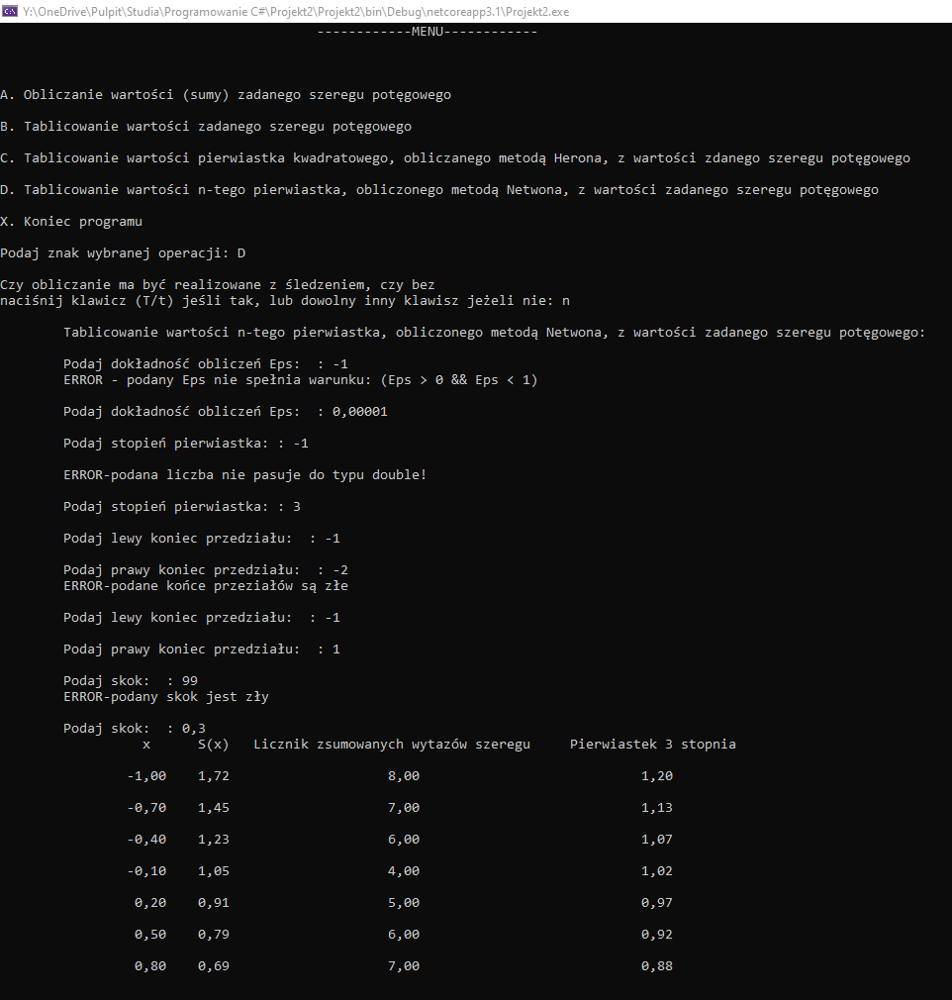 Y:\OneDrive\Pulpit\Studia\Programowanie C#\Projekt2\Projekt2\bin\Debug\netcoreapp3.1\Projekt2.exe
------------MENU------------
A. Obliczanie wartości (sumy) zadanego szeregu potęgowego
B. Tablicowanie wartości zadanego szeregu potęgowego
C. Tablicowanie wartości pierwiastka kwadratowego, obliczanego metodą Herona, z wartości zdanego szeregu potęgowego
D. Tablicowanie wartości n-tego pierwiastka, obliczonego metodą Netwona, z wartości zadanego szeregu potęgowego
X. Koniec programu
Podaj znak wybranej operacji: D
Czy obliczanie ma być realizowane z śledzeniem, czy bez
naciśnij klawicz (T/t) jeśli tak, lub dowolny inny klawisz jeżeli nie: n
Tablicowanie wartości n-tego pierwiastka, obliczonego metodą Netwona, z wartości zadanego szeregu potęgowego:
Podaj dokładność obliczeń Eps:  : -1
ERROR - podany Eps nie spełnia warunku: (Eps > 0 && Eps < 1)
Podaj dokładność obliczeń Eps:  : 0,00001
Podaj stopień pierwiastka: : -1
ERROR-podana liczba nie pasuje do typu double!
Podaj stopień pierwiastka: : 3
Podaj lewy koniec przedziału:  : -1
Podaj prawy koniec przedziału:  : -2
ERROR-podane końce przeziałów są złe
Podaj lewy koniec przedziału:  : -1
Podaj prawy koniec przedziału:  : 1
Podaj skok:  : 99
ERROR-podany skok jest zły
Podaj skok:  : 0,3
x S(x) Licznik zsumowanych wytazów szeregu Pierwiastek 3 stopnia
-1,00 1,72 8,00 1,20
-0,70 1,45 7,00 1,13
-0,40 1,23 6,00 1,07
-0,10 1,05 4,00 1,02
0,20 0,91 5,00 0,97
0,50 0,79 6,00 0,92
0,80 0,69 7,00 0,88